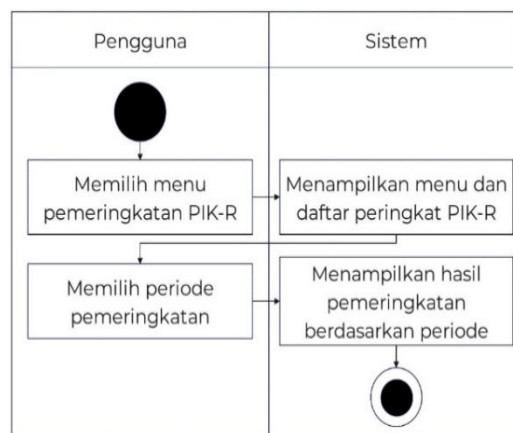 Pengguna
Sistem
Memilih menu
pemeringkatan PIK-R
Menampilkan menu dan
daftar peringkat PIK-R
Memilih periode
pemeringkatan
Menampilkan hasil
pemeringkatan
berdasarkan periode